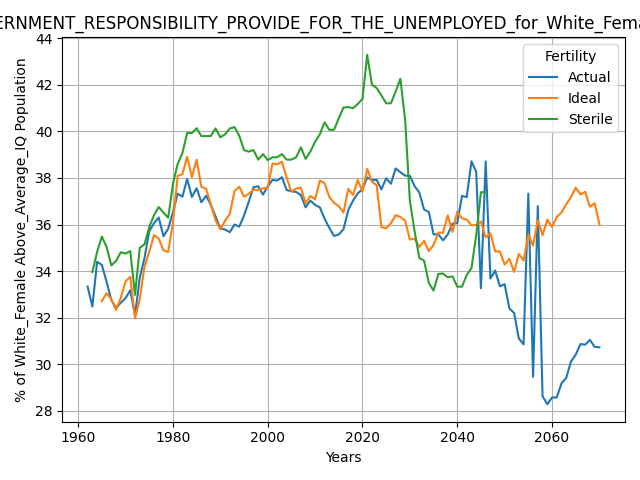 ERNMENT_RESPONSIBILITY_PROVIDE_FOR_THE_UNEMPLOYED_for_White_Fema
44
42
40
38
36
34
32
30
28
% of White_Female Above_Average_IQ Population
Fertility
Actual
Ideal
Sterile
1960
1980
2000
2020
2040
2060
Years